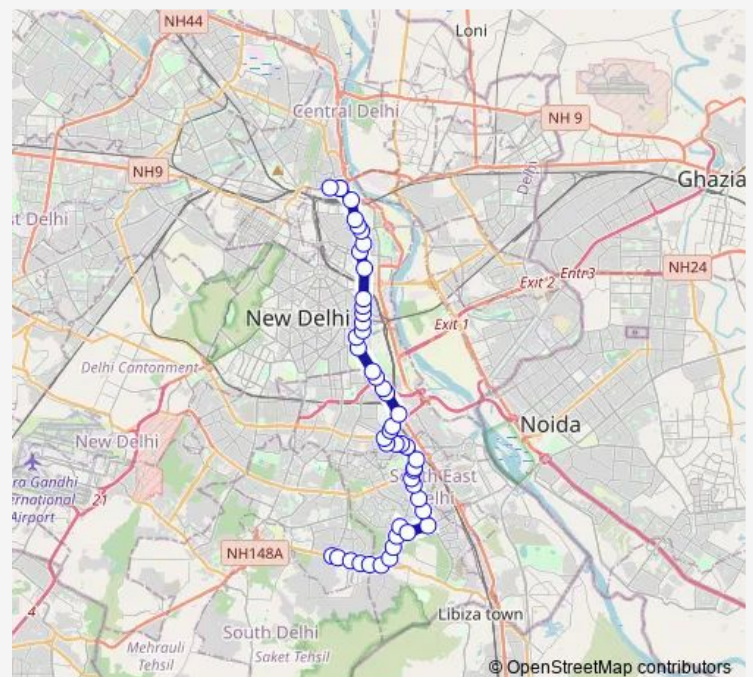 NH44
Loni
Central Delhi
NH 9
NH9
Delhi
Ghazia
st Delhi
NH24
Exit 2
Entr3
New Delhi
Exit 1
Delhi Cantonment
Noida
New Delhi
ra Gandhi
ernational
Airport
21
South East
elhi
NH148A
4
Libiza town
South Delhi
Mehrauli
Tehsil
Saket Tehsil
© OpenStreetMap contributors